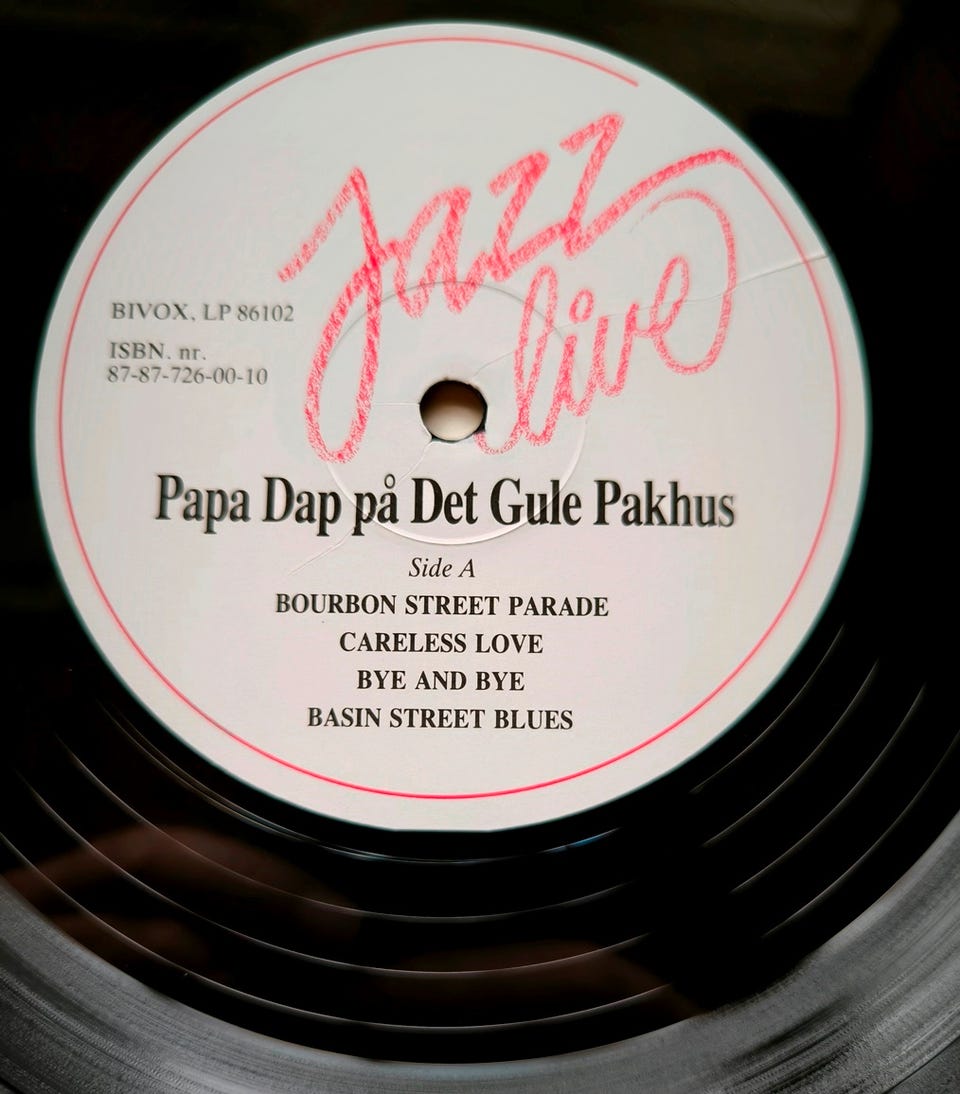 Jazz
live
BIVOX, LP 86102
ISBN. nr.
87-87-726-00-10
Papa Dap på Det Gule Pakhus
Side A
BOURBON STREET PARADE
CARELESS LOVE
BYE AND BYE
BASIN STREET BLUES